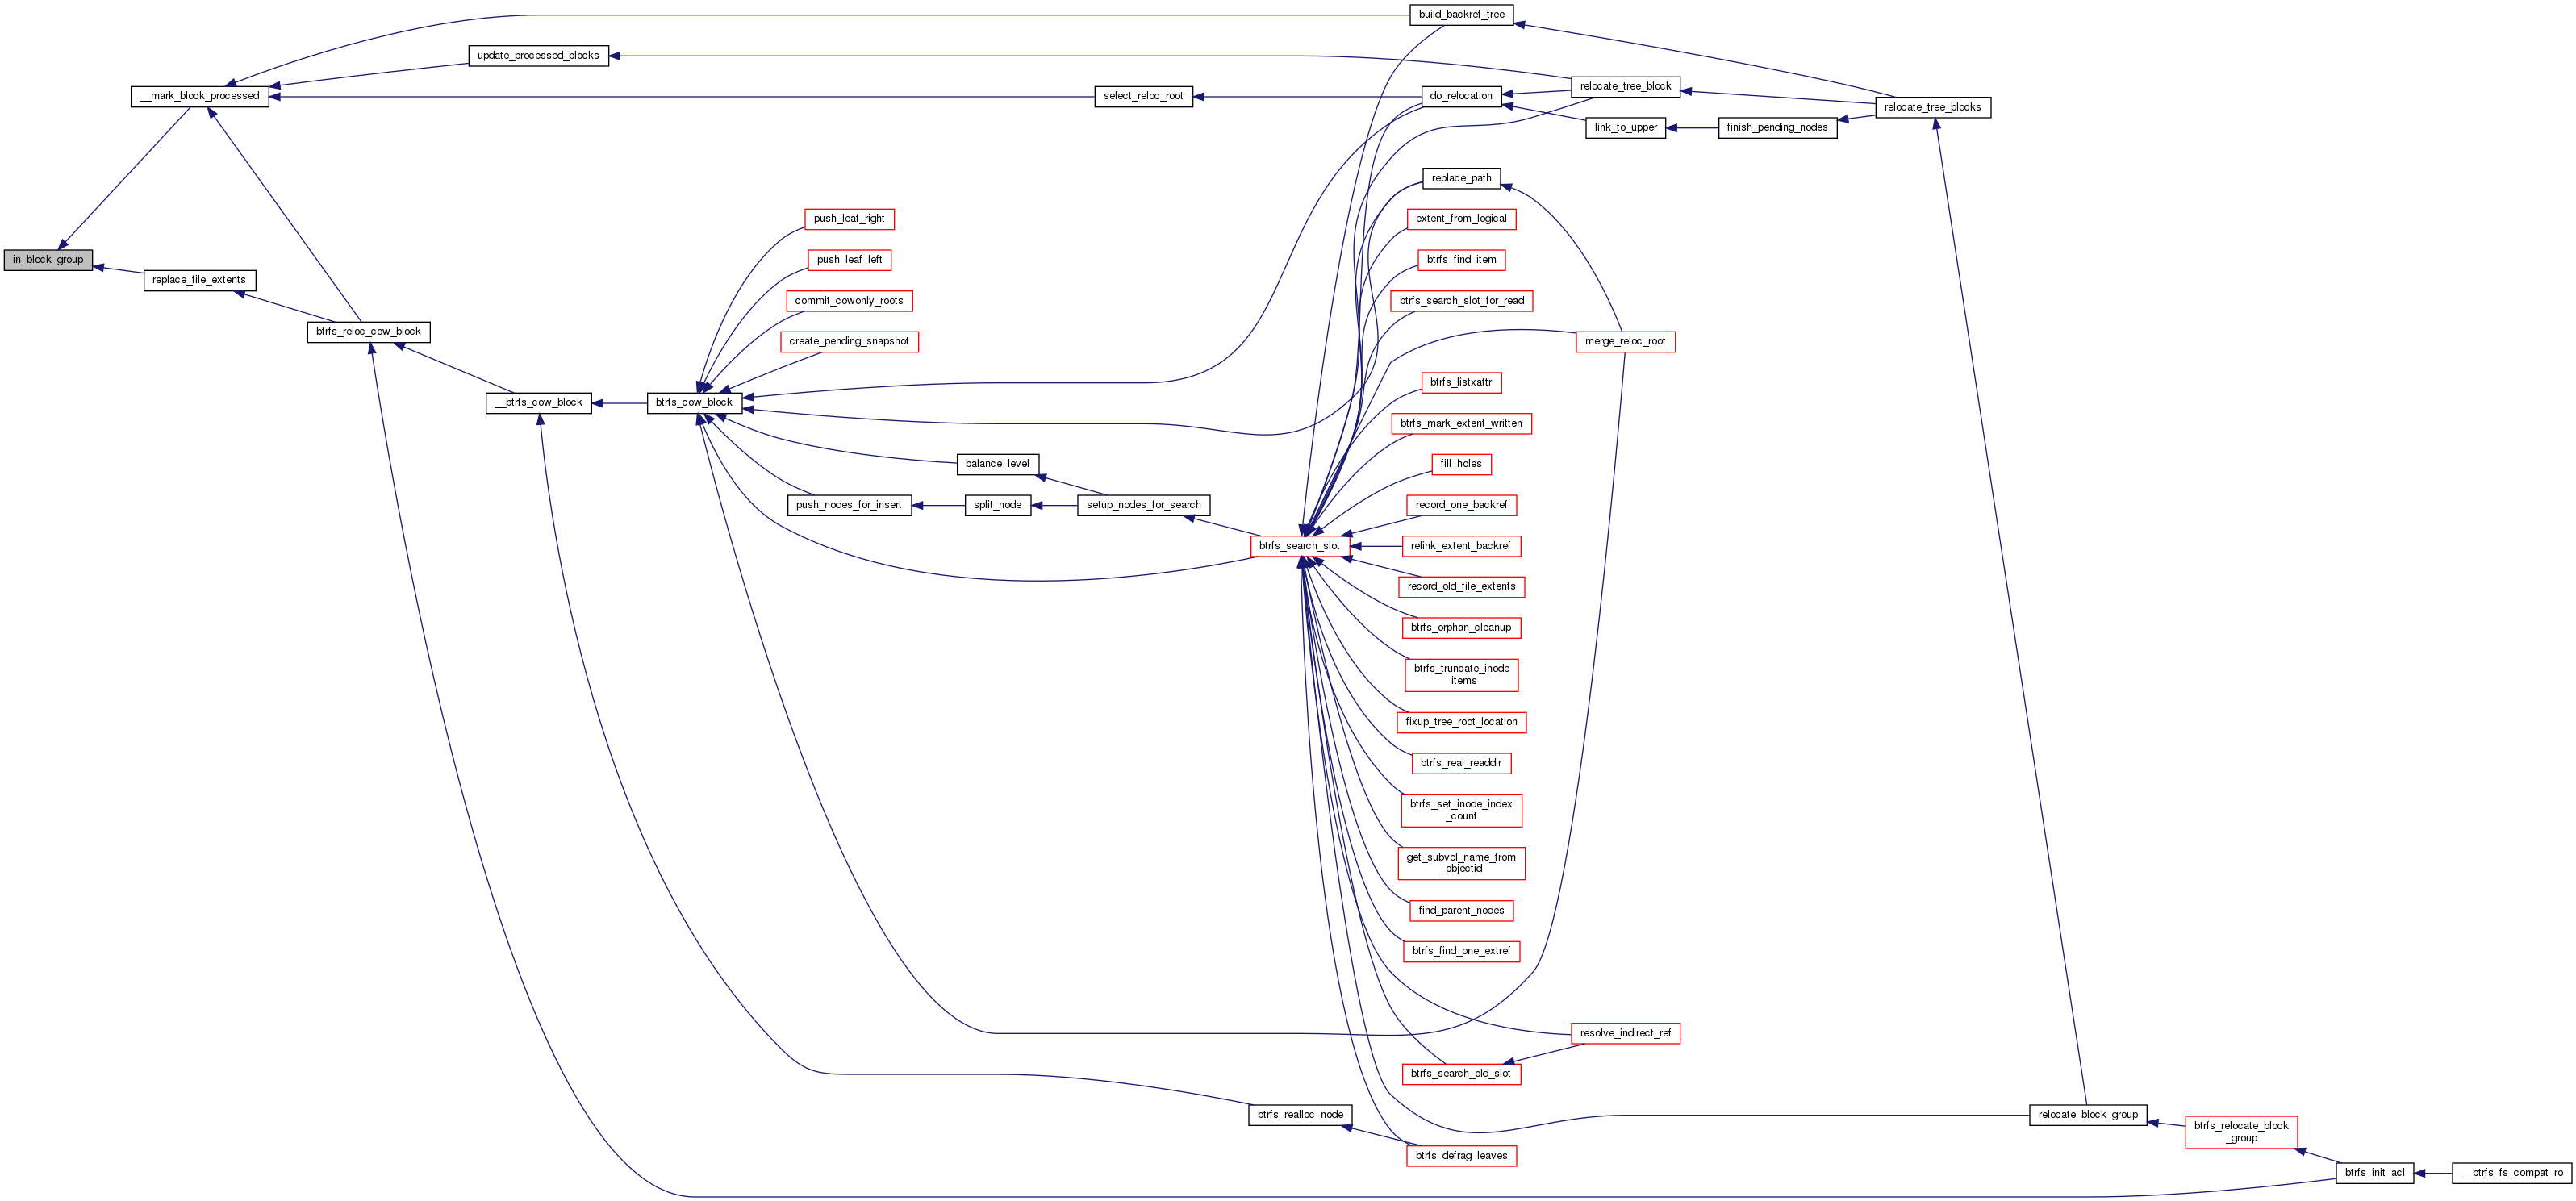 build_backref_tree
update_processed_blocks
relocate_tree_block
__mark_block_processed
select_reloc_root
do_relocation
relocate_tree_blocks
link_to_upper
finish_pending_nodes
replace_path
push_leaf_right
extent_from_logical
in_block_group
push_leaf_left
btrfs_find_item
replace_file_extents
commit_cowonly_roots
btrfs_search_slot_for_read
btrfs_reloc_cow_block
create_pending_snapshot
merge_reloc_root
btrfs_listxattr
__btrfs_cow_block
btrfs_cow_block
btrfs_mark_extent_written
balance_level
fill_holes
push_nodes_for_insert
split_node
setup_nodes_for_search
record_one_backref
btrfs_search_slot
relink_extent_backref
record_old_file_extents
btrfs_orphan_cleanup
btrfs_truncate_inode
_items
fixup_tree_root_location
btrfs_real_readdir
btrfs_set_inode_index
_count
get_subvol_name_from
_objectid
find_parent_nodes
btrfs_find_one_extref
resolve_indirect_ref
btrfs_search_old_slot
btrfs_realloc_node
relocate_block_group
btrfs_relocate_block
_group
btrfs_defrag_leaves
btrfs_init_acl
__btrfs_fs_compat_ro